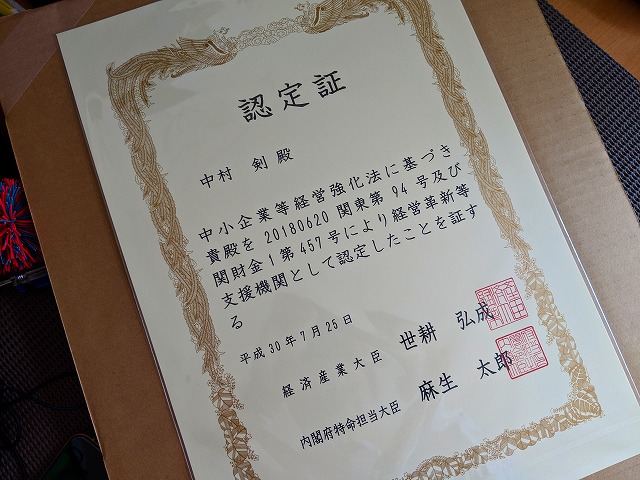 認定証
中村 剣 殿
中小企業等経営強化法に基づき
貴殿を 20180620 関東第 94 号及び
関財金1第 457 号により経営革新等
支援機関として認定したことを証す
る
平成30年7月25日
経済産業大臣 世耕 弘成
内閣府特命担当大臣 麻生 太郎